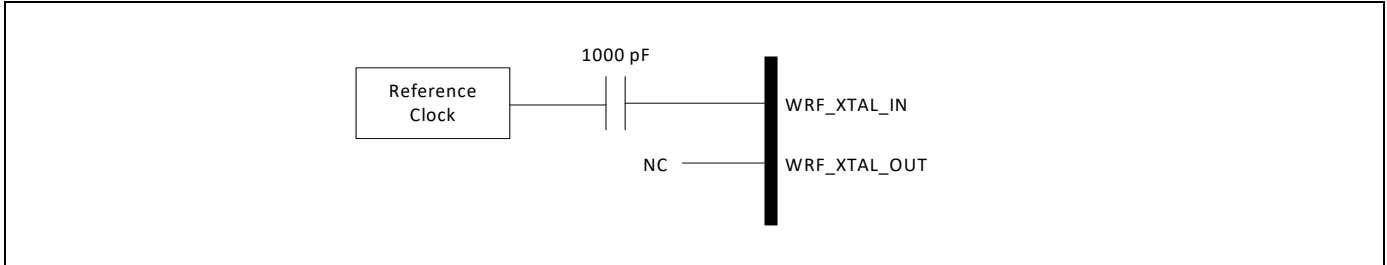 1000 pF
Reference
Clock
WRF_XTAL_IN
NC
WRF_XTAL_OUT